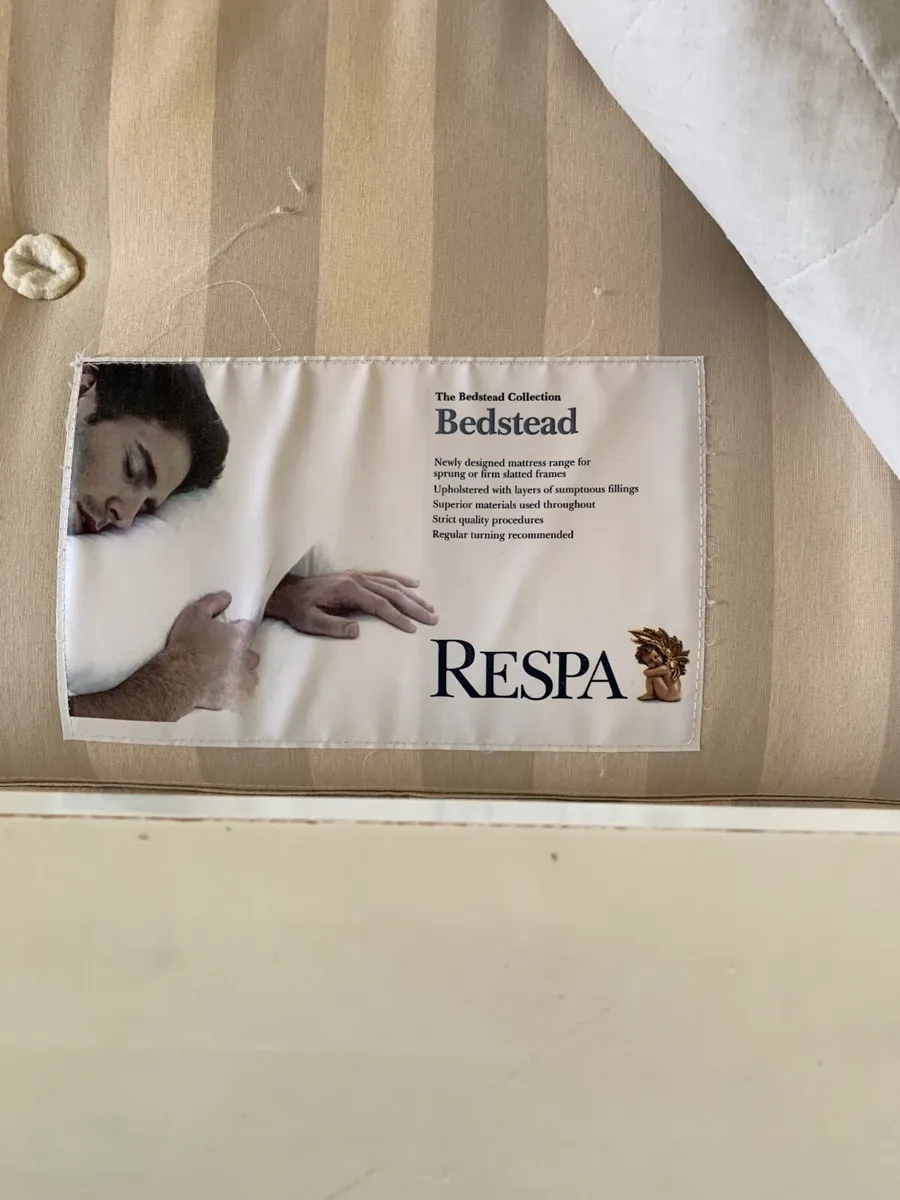 The Bedstead Collection
Bedstead
Newly designed mattress range for
sprung or firm slatted frames
Upholstered with layers of sumptuous fillings
Superior materials used throughout
Strict quality procedures
Regular turning recommended
RESPA